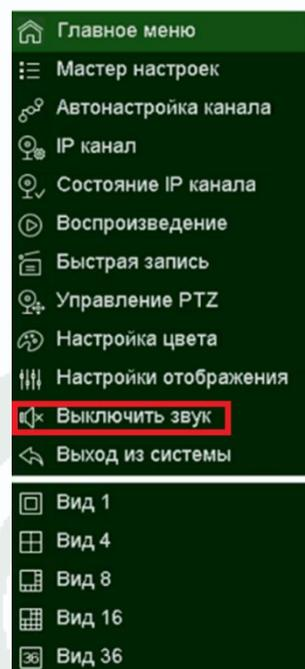 Главное меню
Мастер настроек
Автонастройка канала
IP канал
Состояние IP канала
Воспроизведение
Быстрая запись
Управление PTZ
Настройка цвета
Настройки отображения
Выключить звук
Выход из системы
Вид 1
Вид 4
Вид 8
Вид 16
36 Вид 36